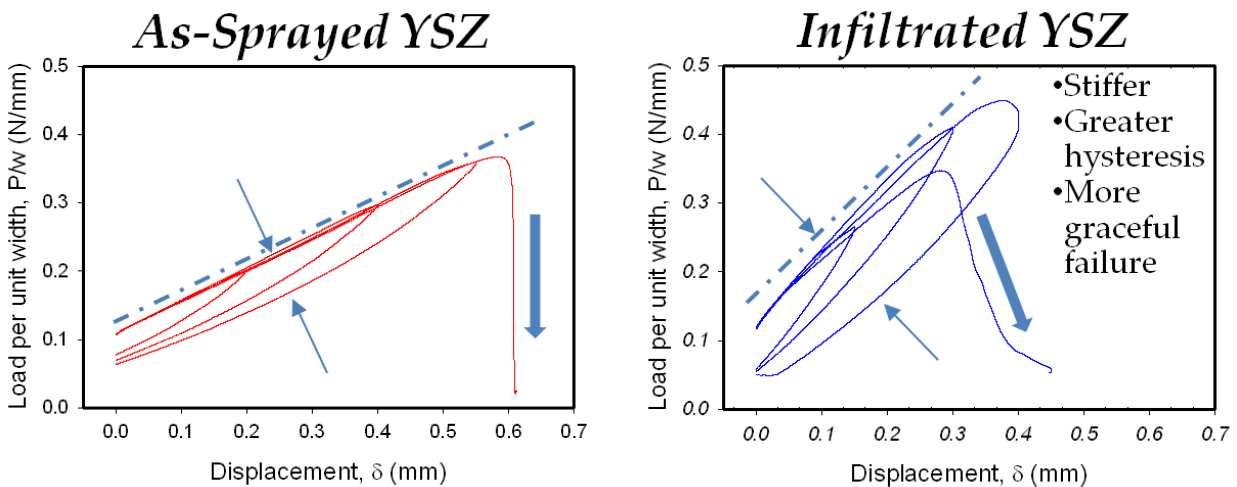 As-Sprayed YSZ
Load per unit width, P/w (N/mm)
0.5
0.4
0.3
0.2
0.1
0.0
0.0 0.1 0.2 0.3 0.4 0.5 0.6 0.7
Displacement, δ (mm)
Infiltrated YSZ
Load per unit width, P/w (N/mm)
0.5
0.4
0.3
0.2
0.1
0.0
0.0 0.1 0.2 0.3 0.4 0.5 0.6 0.7
Displacement, δ (mm)
•Stiffer
•Greater
hysteresis
•More
graceful
failure